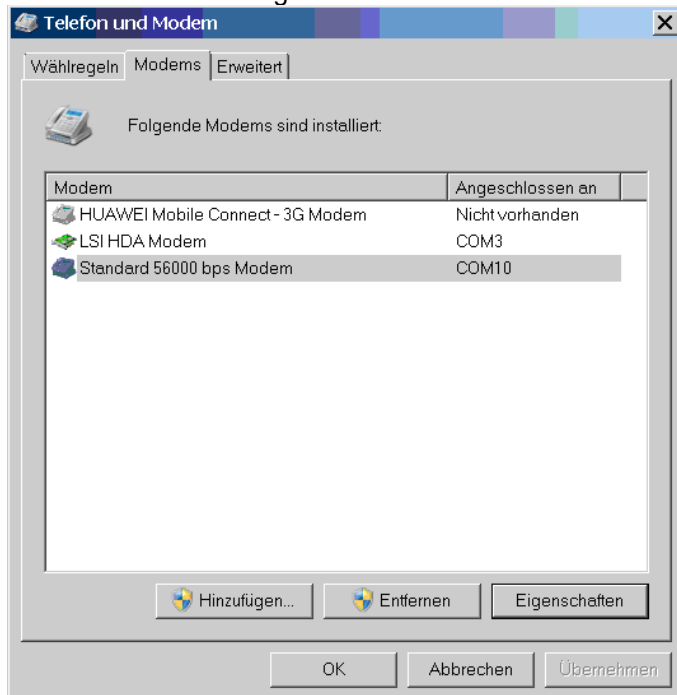 Telefon und Modem
Wählregeln Modems Erweitert
Folgende Modems sind installiert:
Modem Angeschlossen an
HUAWEI Mobile Connect - 3G Modem Nicht vorhanden
LSI HDA Modem COM3
Standard 56000 bps Modem COM10
Hinzufügen... Entfernen Eigenschaften
OK Abbrechen Übernehmen